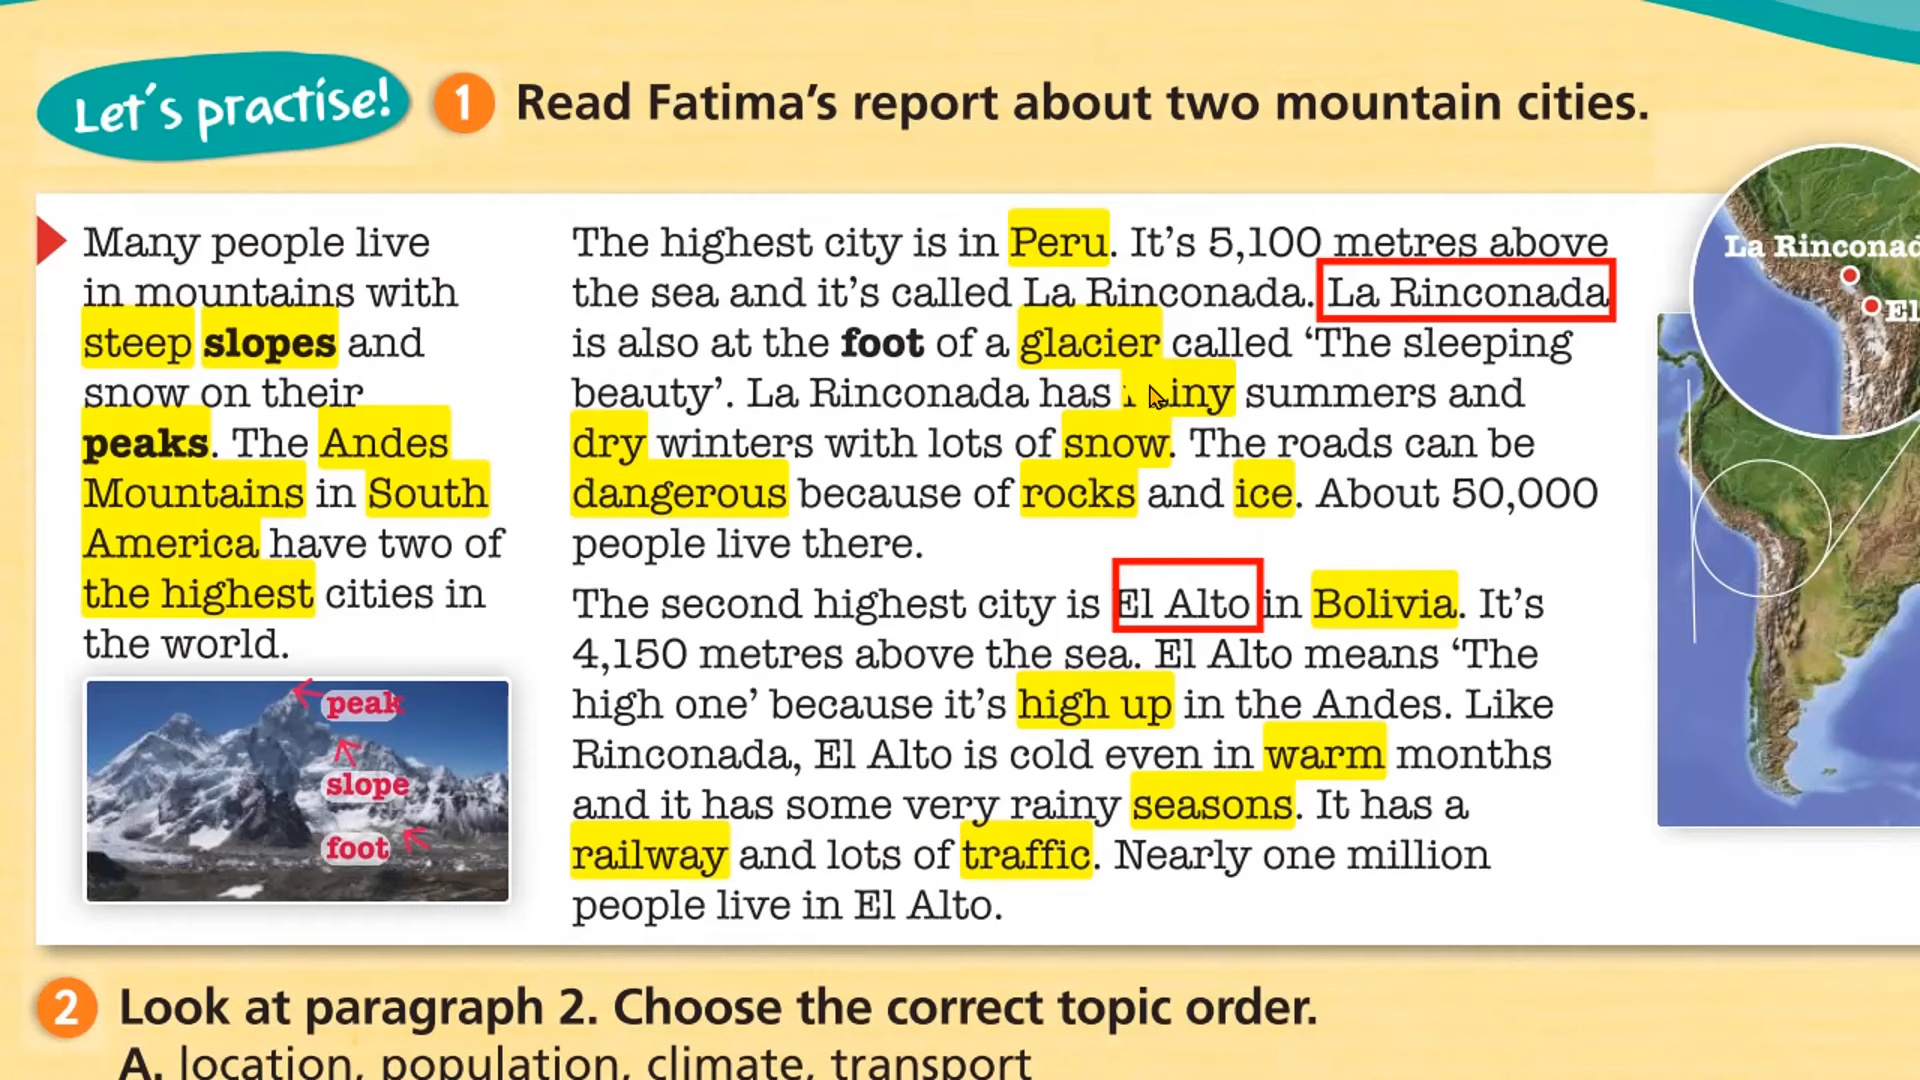 Let's practise!
1 Read Fatima's report about two mountain cities.
Many people live
in mountains with
steep slopes and
snow on their
peaks. The Andes
Mountains in South
America have two of
the highest cities in
the world.
peak
slope
foot
The highest city is in Peru. It's 5,100 metres above
the sea and it's called La Rinconada. La Rinconada
is also at the foot of a glacier called 'The sleeping
beauty'. La Rinconada has summers and
dry winters with lots of snow. The roads can be
dangerous because of rocks and ice. About 50,000
people live there.
The second highest city is El Alto in Bolivia. It's
4,150 metres above the sea. El Alto means 'The
high one' because it's high up in the Andes. Like
Rinconada, El Alto is cold even in warm months
and it has some very rainy seasons. It has a
railway and lots of traffic. Nearly one million
people live in El Alto.
La Rinconad
El
2 Look at paragraph 2. Choose the correct topic order.
A. location, population, climate, transport